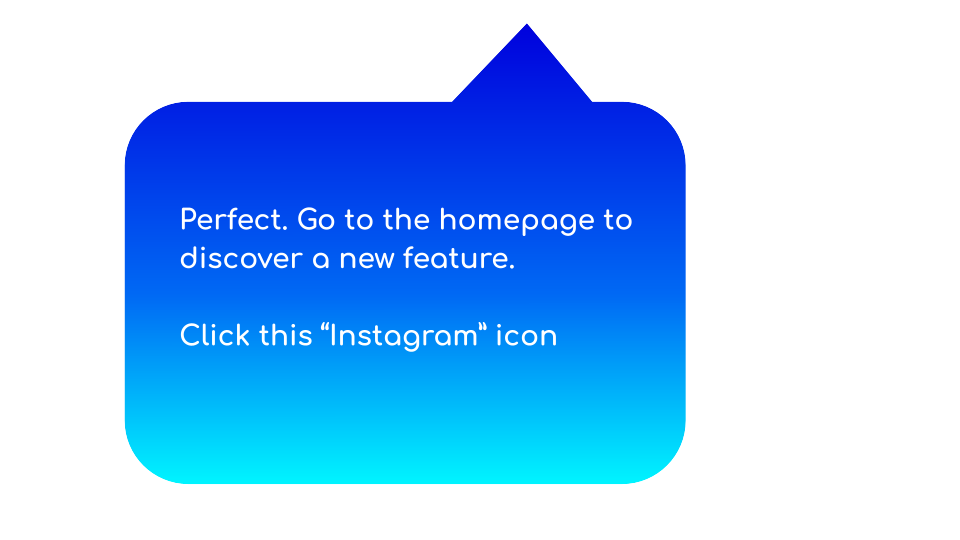 Perfect. Go to the homepage to
discover a new feature.
Click this “Instagram” icon